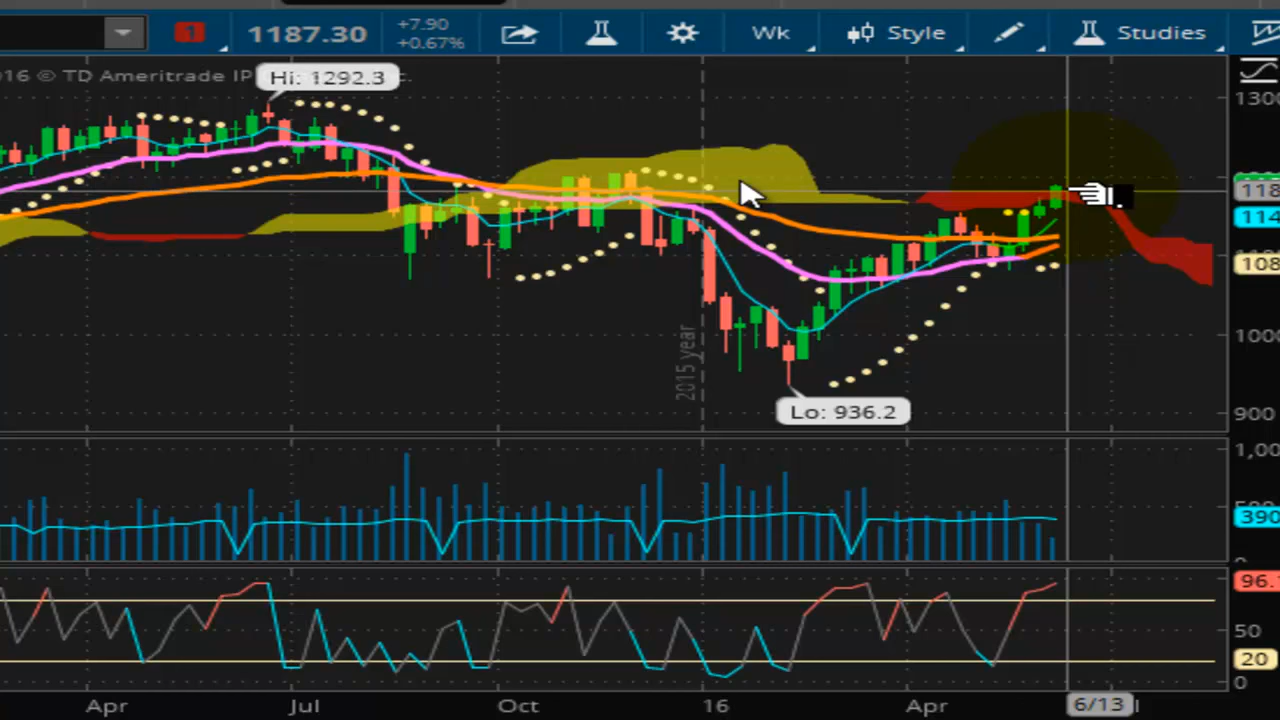 1 1187.30 +7.90 Wk Style Studies
+0.67%
16 © TD Ameritrade IP
Hi: 1292.3
1300
118
114
108
1000
900
2015 year
Lo: 936.2
1,00
390
96.
50
20
0
Apr Jul Oct 16 Apr 6/13